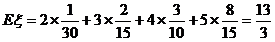 Eξ = 2 × 1/30 + 3 × 2/15 + 4 × 3/10 + 5 × 8/15 = 13/3